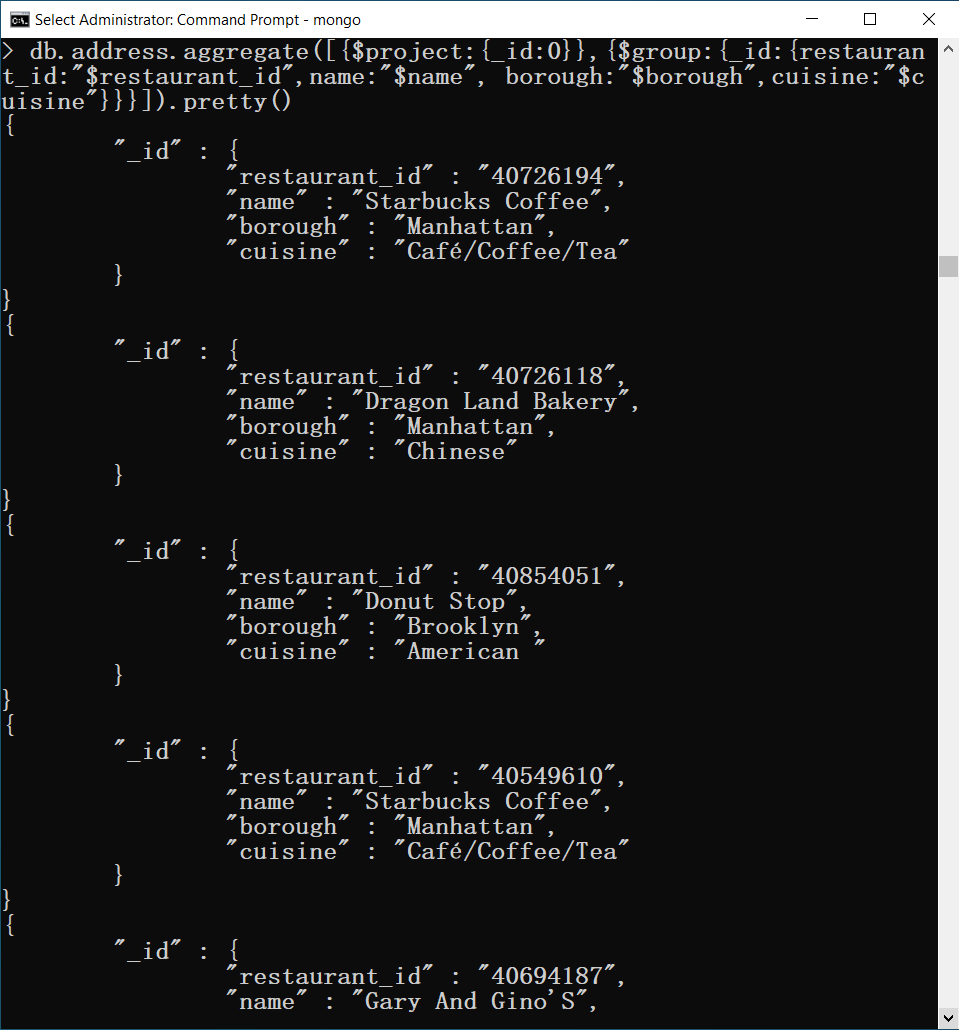 Select Administrator: Command Prompt - mongo
> db.address.aggregate([{$project:{_id:0}},{$group:{_id:{restauran
t_id:"$restaurant_id",name:"$name", borough:"$borough",cuisine:"$c
uisine"}}}]).pretty()
{
"_id" : {
"restaurant_id" : "40726194",
"name" : "Starbucks Coffee",
"borough" : "Manhattan",
"cuisine" : "Café/Coffee/Tea"
}
}
{
"_id" : {
"restaurant_id" : "40726118",
"name" : "Dragon Land Bakery",
"borough" : "Manhattan",
"cuisine" : "Chinese"
}
}
{
"_id" : {
"restaurant_id" : "40854051",
"name" : "Donut Stop",
"borough" : "Brooklyn",
"cuisine" : "American "
}
}
{
"_id" : {
"restaurant_id" : "40549610",
"name" : "Starbucks Coffee",
"borough" : "Manhattan",
"cuisine" : "Café/Coffee/Tea"
}
}
{
"_id" : {
"restaurant_id" : "40694187",
"name" : "Gary And Gino'S",